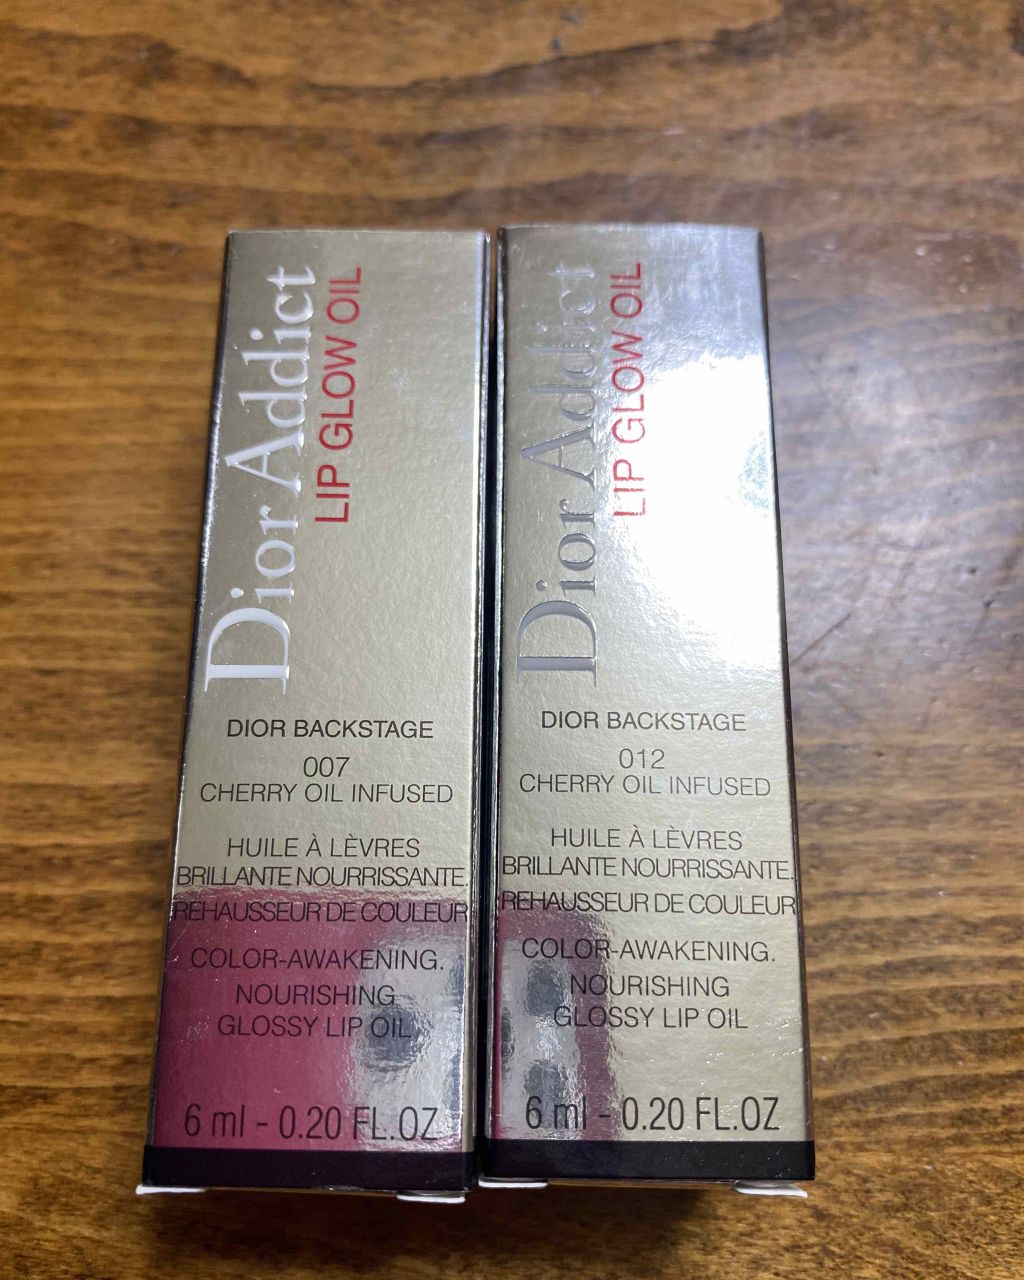 Dior Addict
LIP GLOW OIL
DIOR BACKSTAGE
007
CHERRY OIL INFUSED
HUILE À LÈVRES
BRILLANTE NOURRISSANTE.
REHAUSSEUR DE COULEUR
COLOR-AWAKENING.
NOURISHING
GLOSSY LIP OIL
6 ml - 0.20 FL.OZ
Dior Addict
LIP GLOW OIL
DIOR BACKSTAGE
012
CHERRY OIL INFUSED
HUILE À LÈVRES
BRILLANTE NOURRISSANTE.
REHAUSSEUR DE COULEUR
COLOR-AWAKENING.
NOURISHING
GLOSSY LIP OIL
6 ml - 0.20 FL.OZ